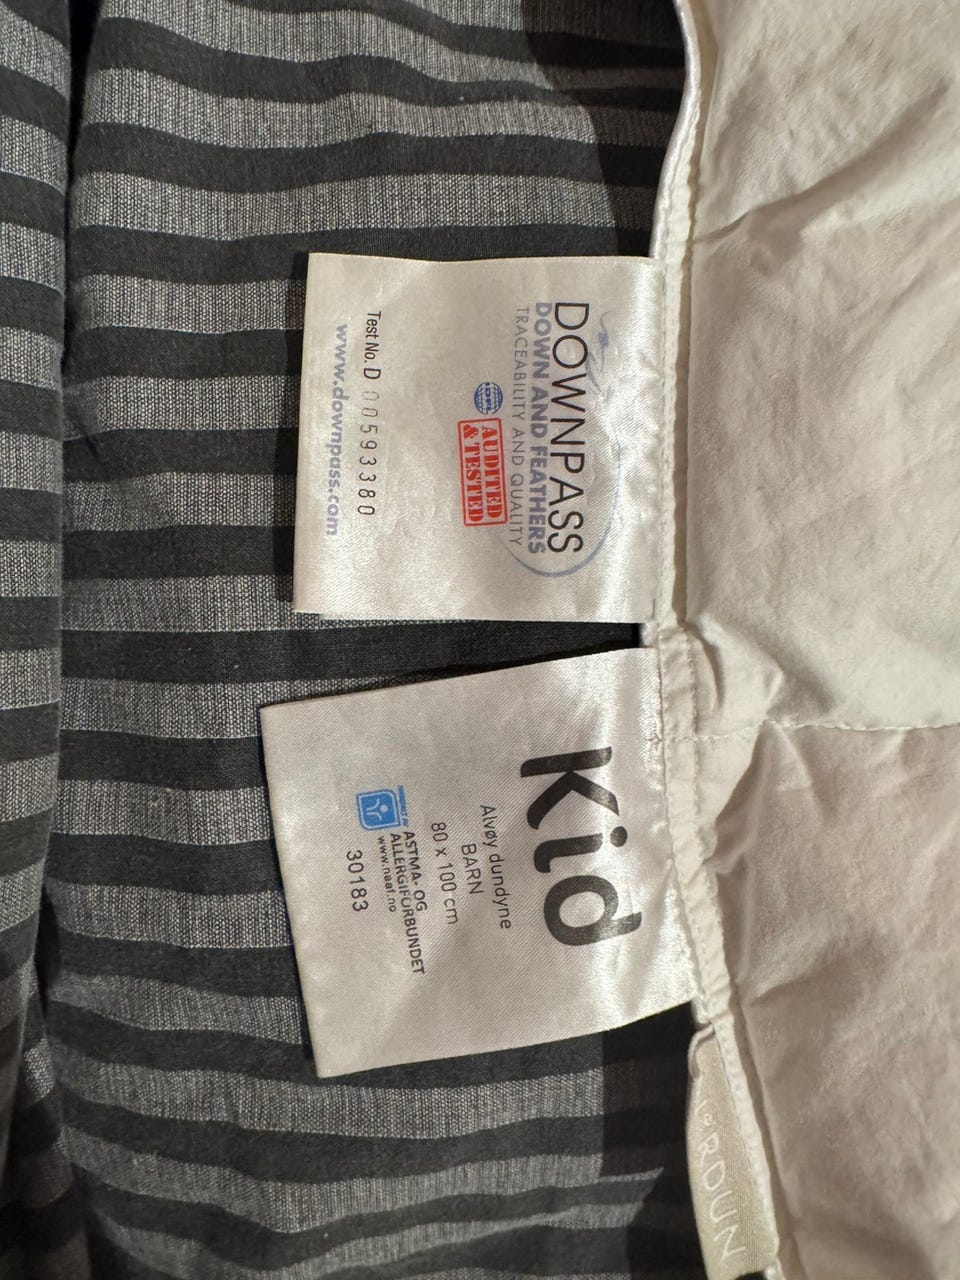 DOWNPASS
DOWN AND FEATHERS
TRACEABILITY AND QUALITY
IDFL
AUDITED
& TESTED
Test No. D 00593380
www.downpass.com
Kid
Alvøy dundyne
BARN
80 x 100 cm
ASTMA- OG
ALLERGIFORBUNDET
www.naaf.no
30183